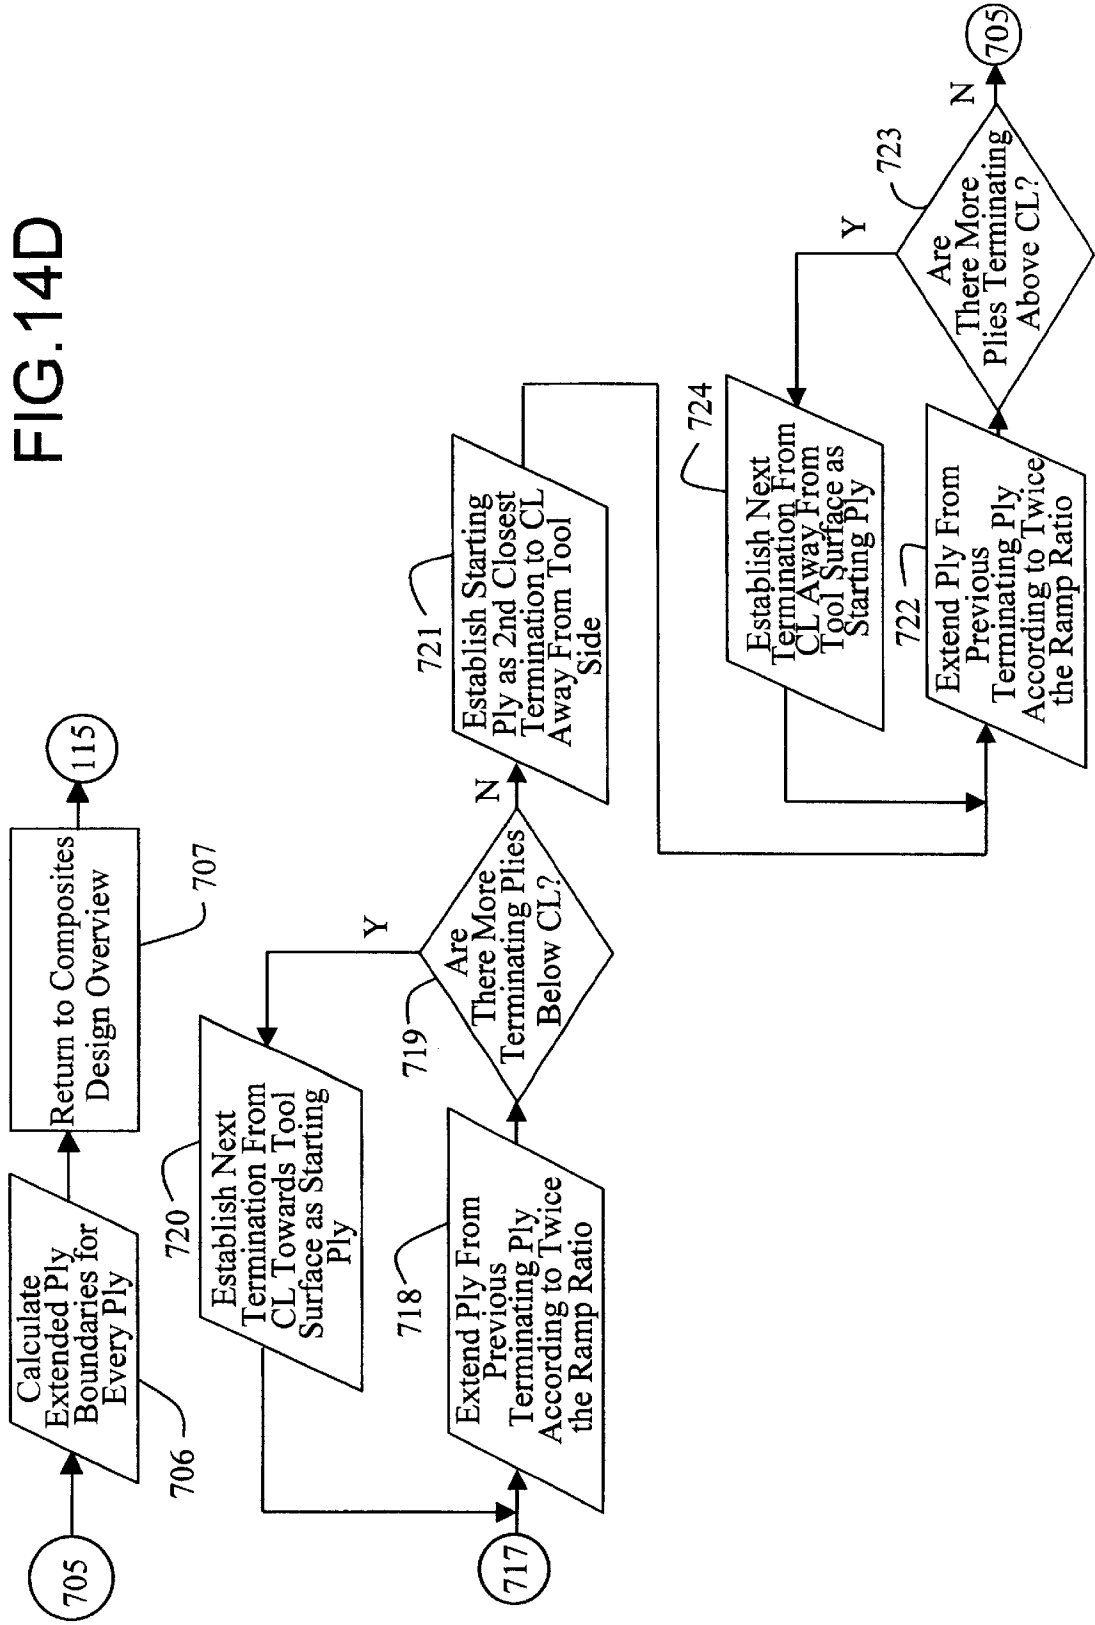 FIG.14D
705
Calculate
Extended Ply
Boundaries for
Every Ply
706
Return to Composites
Design Overview
707
115
717
Extend Ply From
Previous
Terminating Ply
According to Twice
the Ramp Ratio
718
Are
There More
Terminating Plies
Below CL?
719
Y
N
Establish Next
Termination From
CL Towards Tool
Surface as Starting
Ply
720
Establish Starting
Ply as 2nd Closest
Termination to CL
Away From Tool
Side
721
Extend Ply From
Previous
Terminating Ply
According to Twice
the Ramp Ratio
722
Are
There More
Plies Terminating
Above CL?
723
Y
N
Establish Next
Termination From
CL Away From
Tool Surface as
Starting Ply
724
705